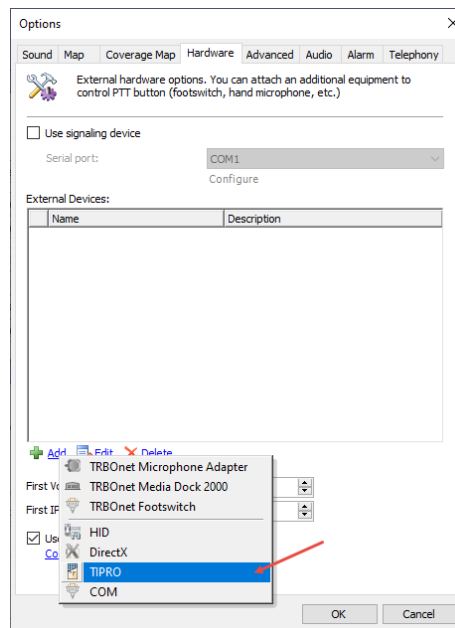 Options
Sound Map Coverage Map Hardware Advanced Audio Alarm Telephony
External hardware options. You can attach an additional equipment to
control PTT button (footswitch, hand microphone, etc.)
Use signaling device
Serial port: COM1
Configure
External Devices:
Name Description
Add Edit Delete
TRBOnet Microphone Adapter
First
TRBOnet Media Dock 2000
First
TRBOnet Footswitch
HID
DirectX
TIPRO
COM
OK Cancel